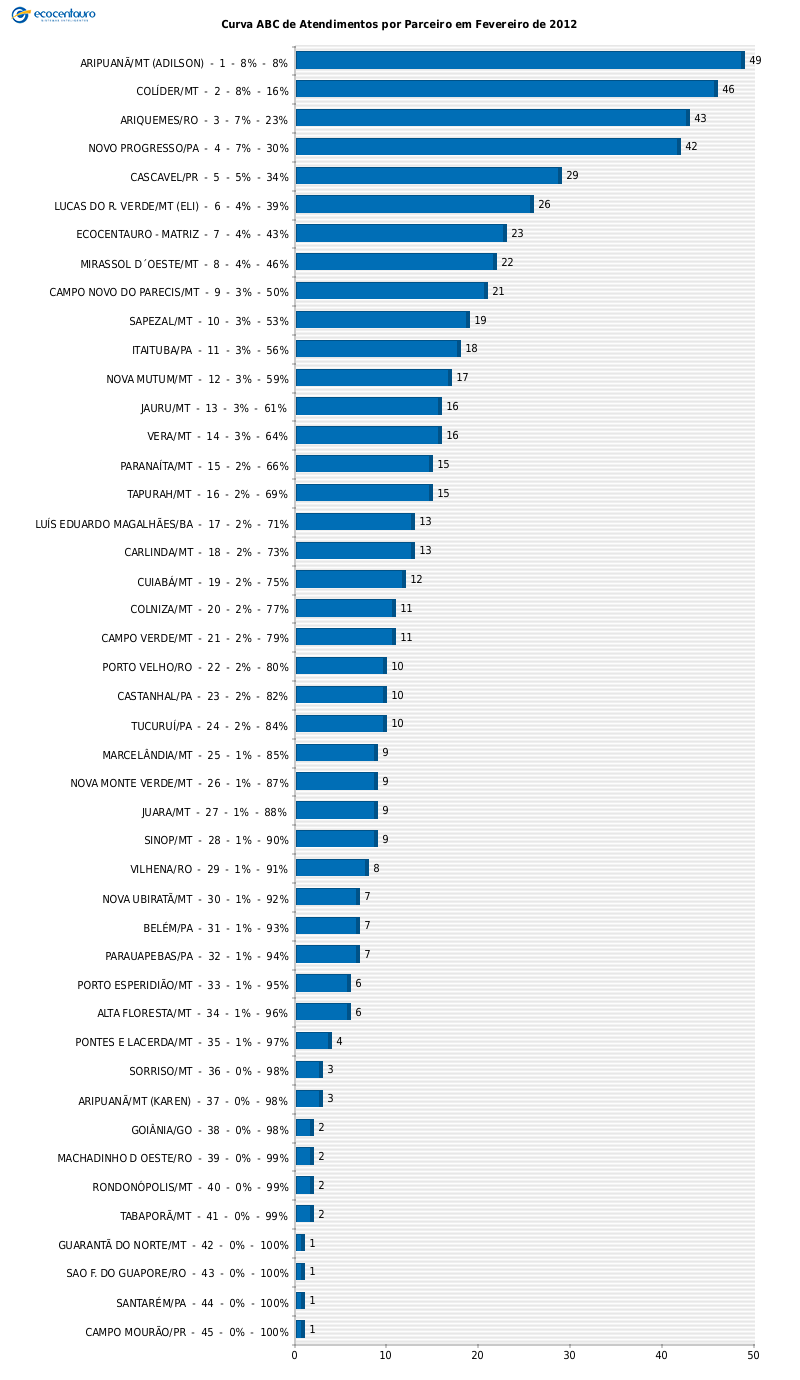 ecocentauro
Curva ABC de Atendimentos por Parceiro em Fevereiro de 2012
ARIPUANÃ/MT (ADILSON) - 1 - 8% - 8% 49
COLÍDER/MT - 2 - 8% - 16% 46
ARIQUEMES/RO - 3 - 7% - 23% 43
NOVO PROGRESSO/PA - 4 - 7% - 30% 42
CASCAVEL/PR - 5 - 5% - 34% 29
LUCAS DO R. VERDE/MT (ELI) - 6 - 4% - 39% 26
ECOCENTAURO - MATRIZ - 7 - 4% - 43% 23
MIRASSOL D´OESTE/MT - 8 - 4% - 46% 22
CAMPO NOVO DO PARECIS/MT - 9 - 3% - 50% 21
SAPEZAL/MT - 10 - 3% - 53% 19
ITAITUBA/PA - 11 - 3% - 56% 18
NOVA MUTUM/MT - 12 - 3% - 59% 17
JAURU/MT - 13 - 3% - 61% 16
VERA/MT - 14 - 3% - 64% 16
PARANAÍTA/MT - 15 - 2% - 66% 15
TAPURAH/MT - 16 - 2% - 69% 15
LUÍS EDUARDO MAGALHÃES/BA - 17 - 2% - 71% 13
CARLINDA/MT - 18 - 2% - 73% 13
CUIABÁ/MT - 19 - 2% - 75% 12
COLNIZA/MT - 20 - 2% - 77% 11
CAMPO VERDE/MT - 21 - 2% - 79% 11
PORTO VELHO/RO - 22 - 2% - 80% 10
CASTANHAL/PA - 23 - 2% - 82% 10
TUCURUÍ/PA - 24 - 2% - 84% 10
MARCELÂNDIA/MT - 25 - 1% - 85% 9
NOVA MONTE VERDE/MT - 26 - 1% - 87% 9
JUARA/MT - 27 - 1% - 88% 9
SINOP/MT - 28 - 1% - 90% 9
VILHENA/RO - 29 - 1% - 91% 8
NOVA UBIRATÃ/MT - 30 - 1% - 92% 7
BELÉM/PA - 31 - 1% - 93% 7
PARAUAPEBAS/PA - 32 - 1% - 94% 7
PORTO ESPERIDIÃO/MT - 33 - 1% - 95% 6
ALTA FLORESTA/MT - 34 - 1% - 96% 6
PONTES E LACERDA/MT - 35 - 1% - 97% 4
SORRISO/MT - 36 - 0% - 98% 3
ARIPUANÃ/MT (KAREN) - 37 - 0% - 98% 3
GOIÂNIA/GO - 38 - 0% - 98% 2
MACHADINHO D OESTE/RO - 39 - 0% - 99% 2
RONDONÓPOLIS/MT - 40 - 0% - 99% 2
TABAPORÃ/MT - 41 - 0% - 99% 2
GUARANTÃ DO NORTE/MT - 42 - 0% - 100% 1
SAO F. DO GUAPORE/RO - 43 - 0% - 100% 1
SANTARÉM/PA - 44 - 0% - 100% 1
CAMPO MOURÃO/PR - 45 - 0% - 100% 1
0 10 20 30 40 50